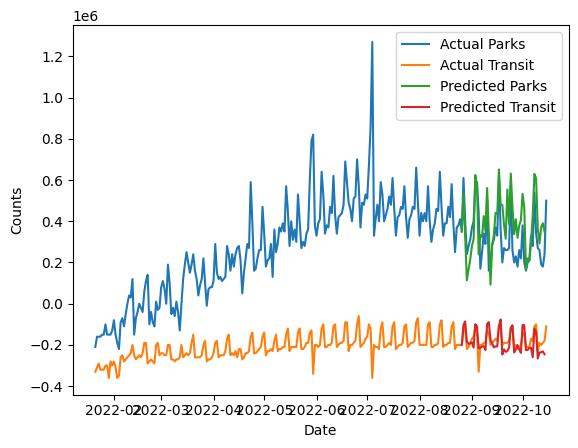 1e6
Actual Parks
Actual Transit
Predicted Parks
Predicted Transit
1.2
1.0
0.8
0.6
0.4
0.2
0.0
−0.2
−0.4
Counts
2022-02 2022-03 2022-04 2022-05 2022-06 2022-07 2022-08 2022-09 2022-10
Date